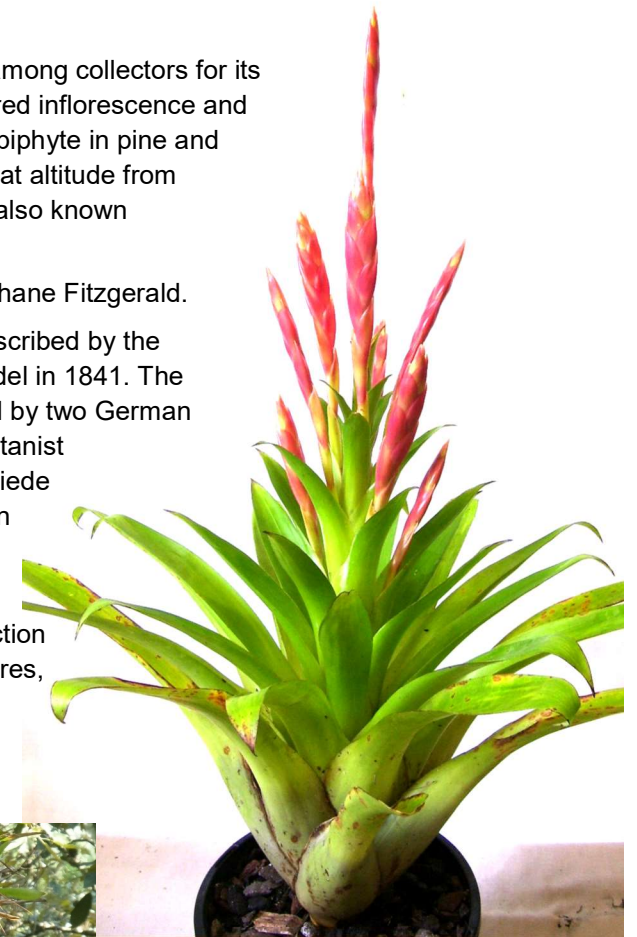 among collectors for its
red inflorescence and
piphyte in pine and
at altitude from
also known
hane Fitzgerald.
scribed by the
del in 1841. The
by two German
tanist
iede
n
ction
res,